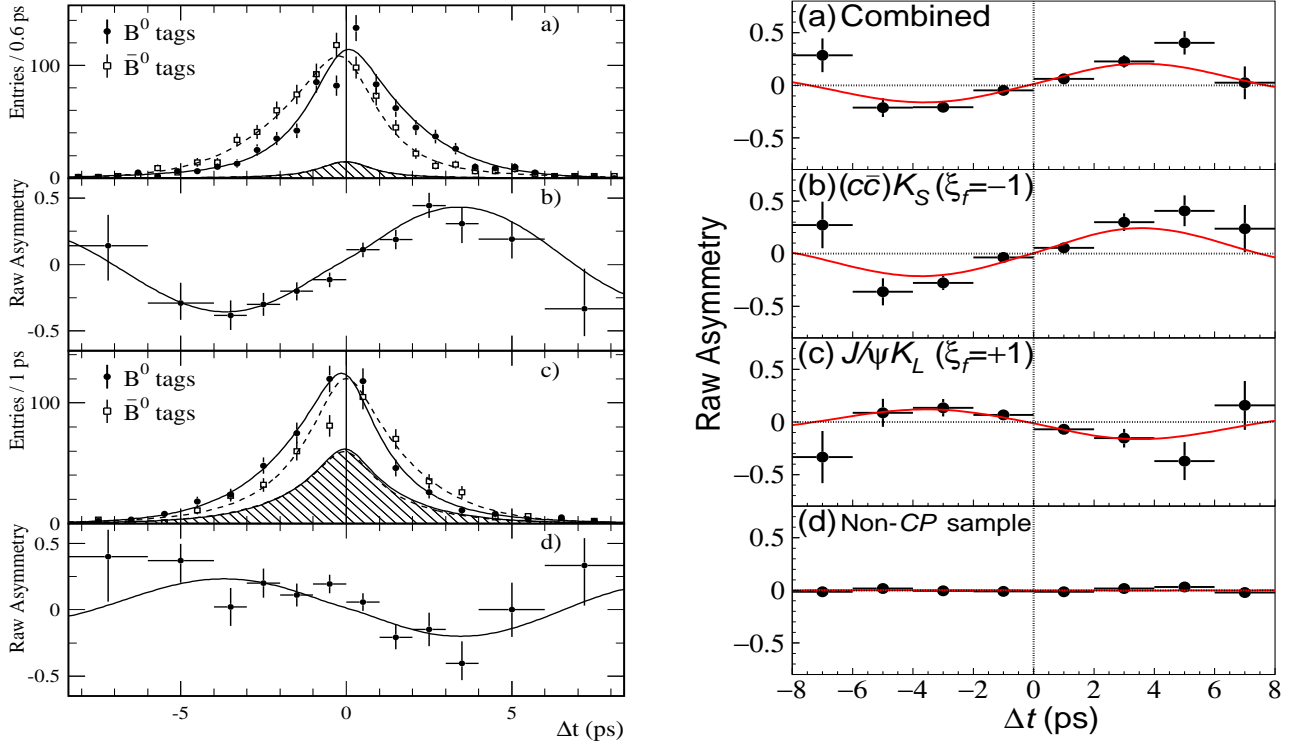 Entries / 0.6 ps
a)
B⁰ tags
B̄⁰ tags
100
0
Raw Asymmetry
b)
0.5
0
-0.5
Entries / 1 ps
c)
B⁰ tags
B̄⁰ tags
100
0
Raw Asymmetry
d)
0.5
0
-0.5
-5 0 5
Δt (ps)
Raw Asymmetry
(a) Combined
0.5
0
−0.5
(b) (cc̄)K_S (ξ_f=−1)
0.5
0
−0.5
(c) J/ψK_L (ξ_f=+1)
0.5
0
−0.5
(d) Non-CP sample
0.5
0
−0.5
−8 −6 −4 −2 0 2 4 6 8
Δt (ps)